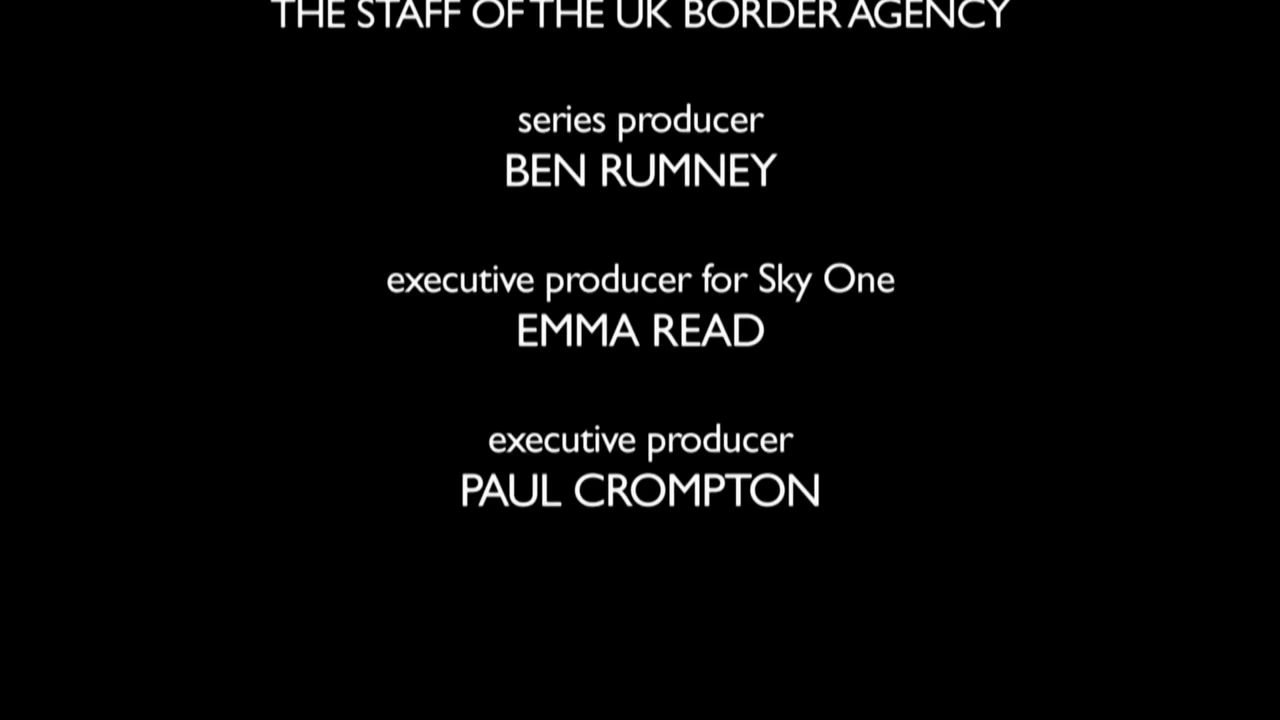 THE STAFF OF THE UK BORDER AGENCY
series producer
BEN RUMNEY
executive producer for Sky One
EMMA READ
executive producer
PAUL CROMPTON